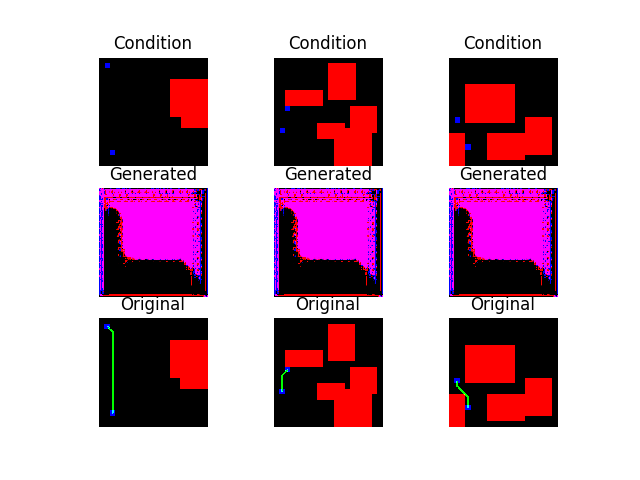 Condition Condition Condition
Generated Generated Generated
Original Original Original